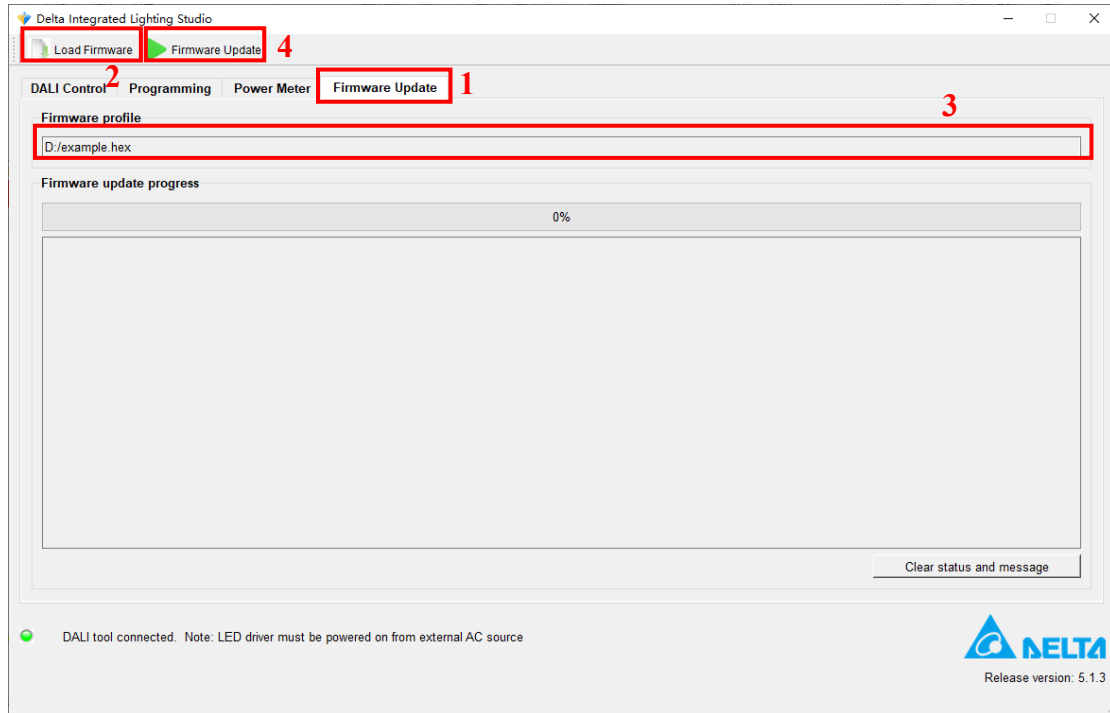 Delta Integrated Lighting Studio
Load Firmware Firmware Update 4
2
DALI Control Programming Power Meter Firmware Update 1
3
Firmware profile
D:/example.hex
Firmware update progress
0%
Clear status and message
DALI tool connected. Note: LED driver must be powered on from external AC source
DELTA
Release version: 5.1.3